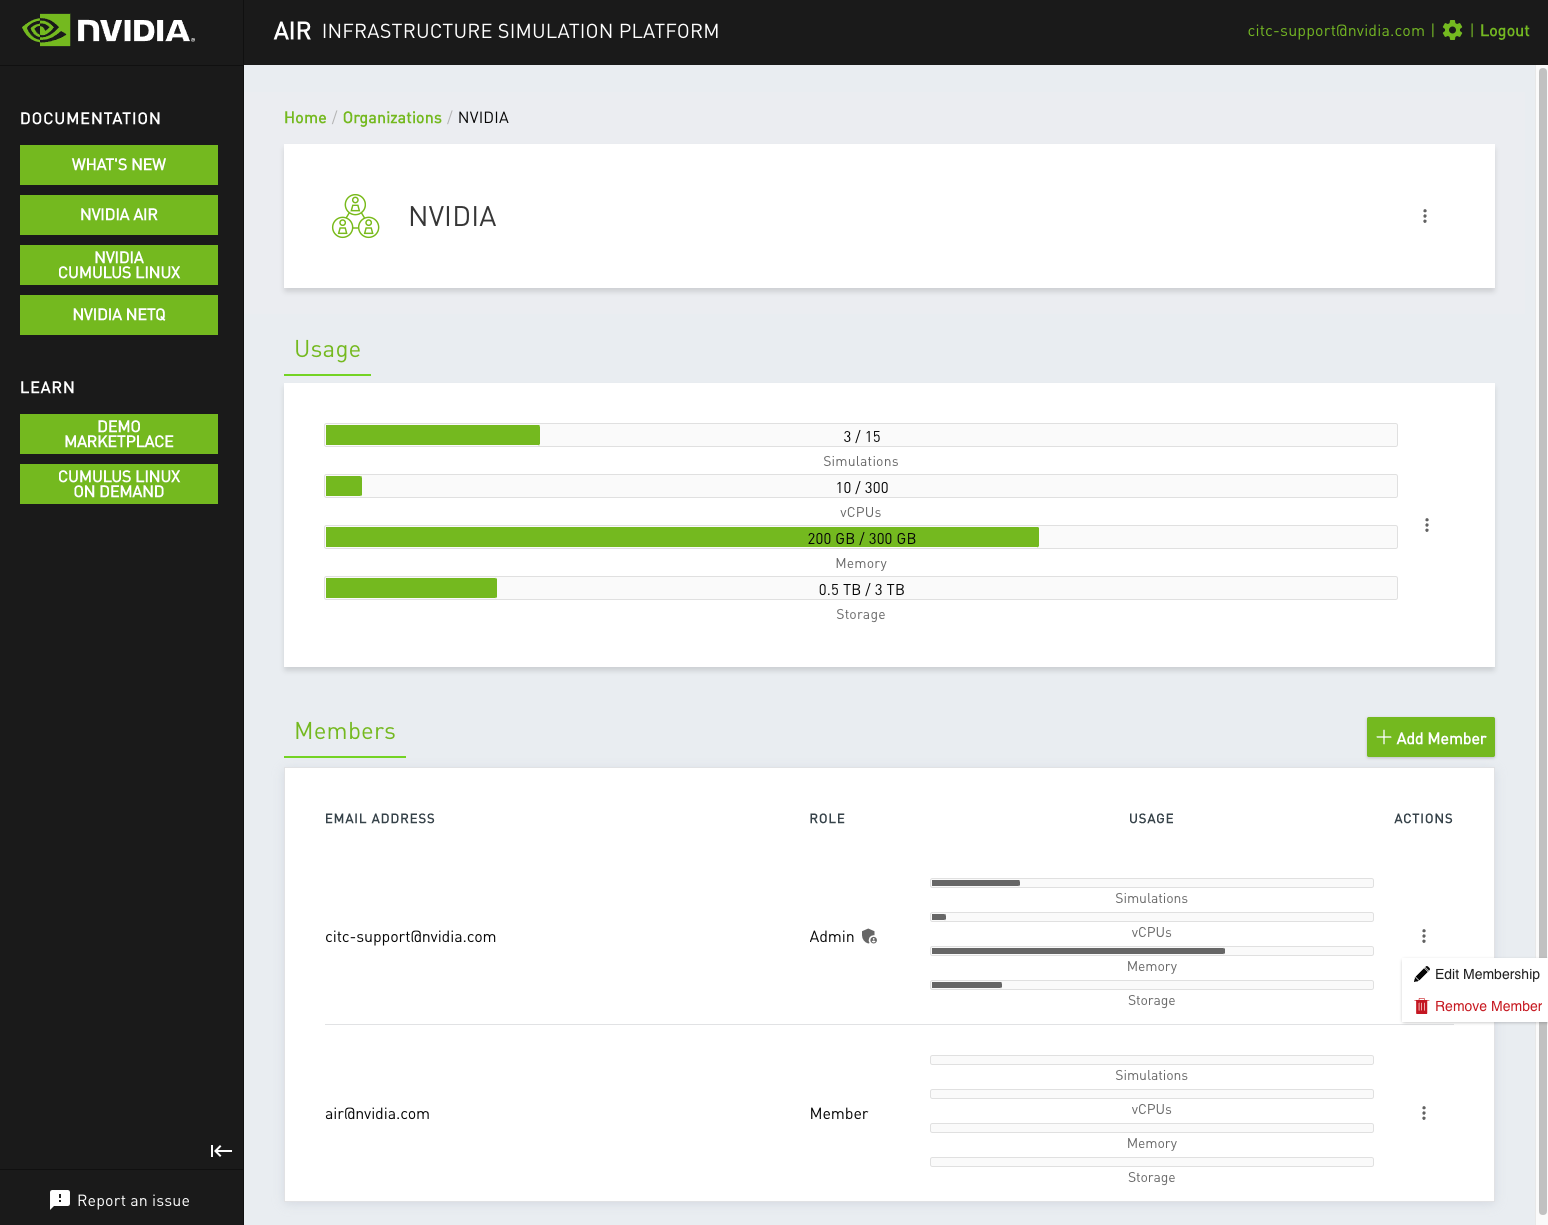 NVIDIA.
AIR INFRASTRUCTURE SIMULATION PLATFORM
citc-support@nvidia.com | | Logout
DOCUMENTATION
WHAT'S NEW
NVIDIA AIR
NVIDIA
CUMULUS LINUX
NVIDIA NETQ
LEARN
DEMO
MARKETPLACE
CUMULUS LINUX
ON DEMAND
Report an issue
Home / Organizations / NVIDIA
NVIDIA
Usage
3 / 15
Simulations
10 / 300
vCPUs
200 GB / 300 GB
Memory
0.5 TB / 3 TB
Storage
Members
+ Add Member
EMAIL ADDRESS ROLE USAGE ACTIONS
citc-support@nvidia.com Admin
Simulations
vCPUs
Memory
Storage
Edit Membership
Remove Member
air@nvidia.com Member
Simulations
vCPUs
Memory
Storage